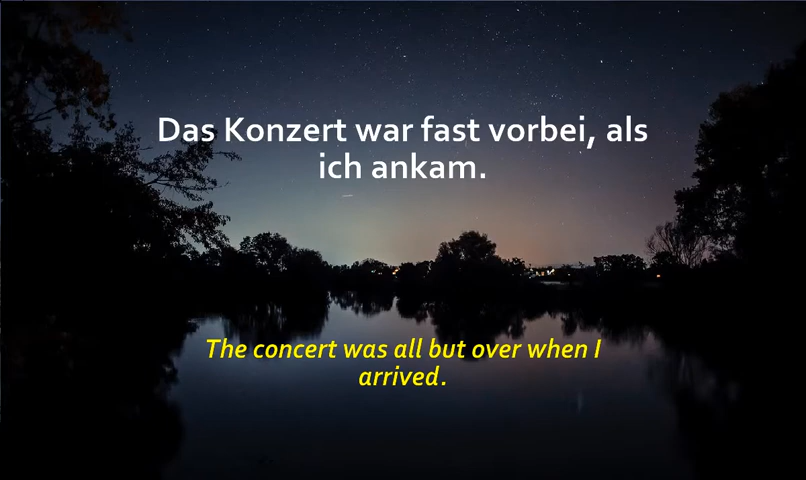 Das Konzert war fast vorbei, als
ich ankam.
The concert was all but over when I
arrived.